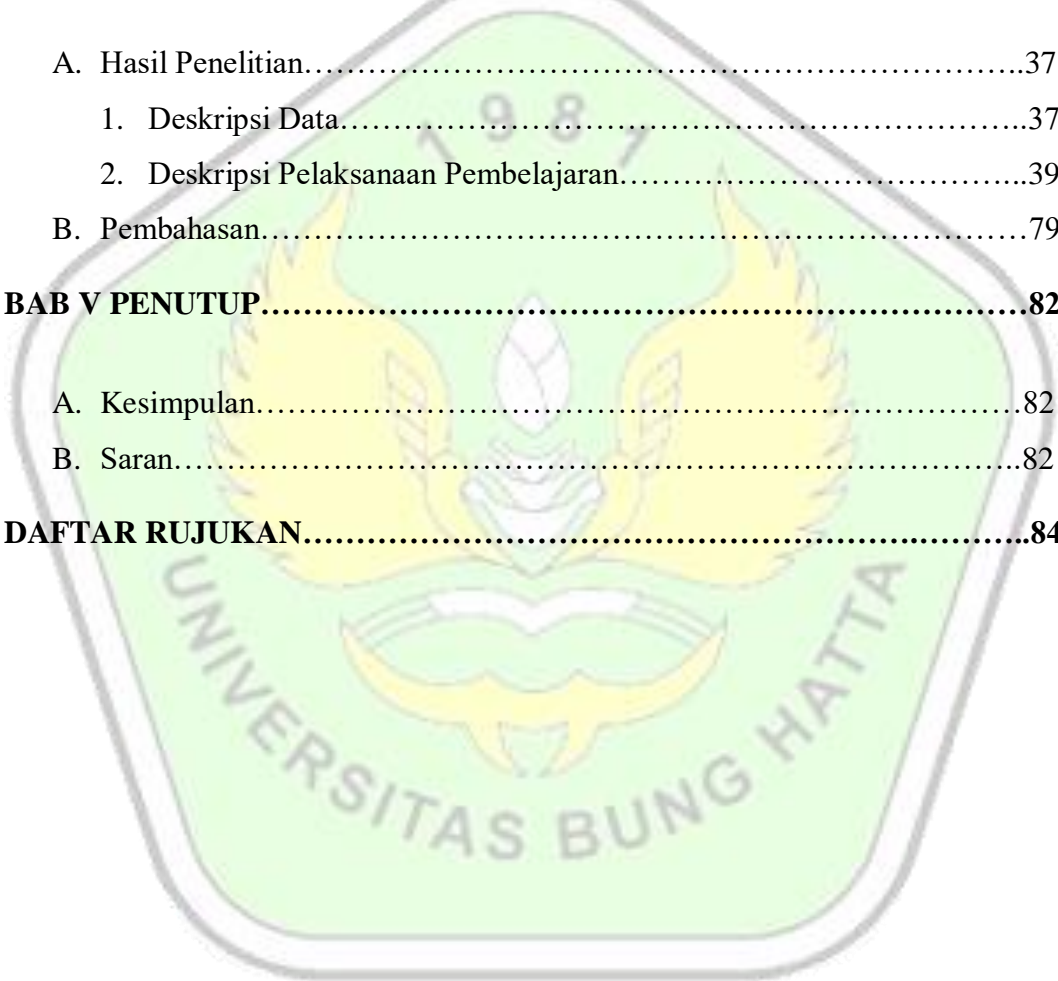 A. Hasil Penelitian……………………………………………………………..37
1. Deskripsi Data…………………………………………………………..37
2. Deskripsi Pelaksanaan Pembelajaran…………………………………...39
B. Pembahasan…………………………………………………………………79
BAB V PENUTUP………………………………………………………………82
A. Kesimpulan…………………………………………………………………82
B. Saran………………………………………………………………………..82
DAFTAR RUJUKAN……………………………………………….………..84
1981
UNIVERSITAS BUNG HATTA